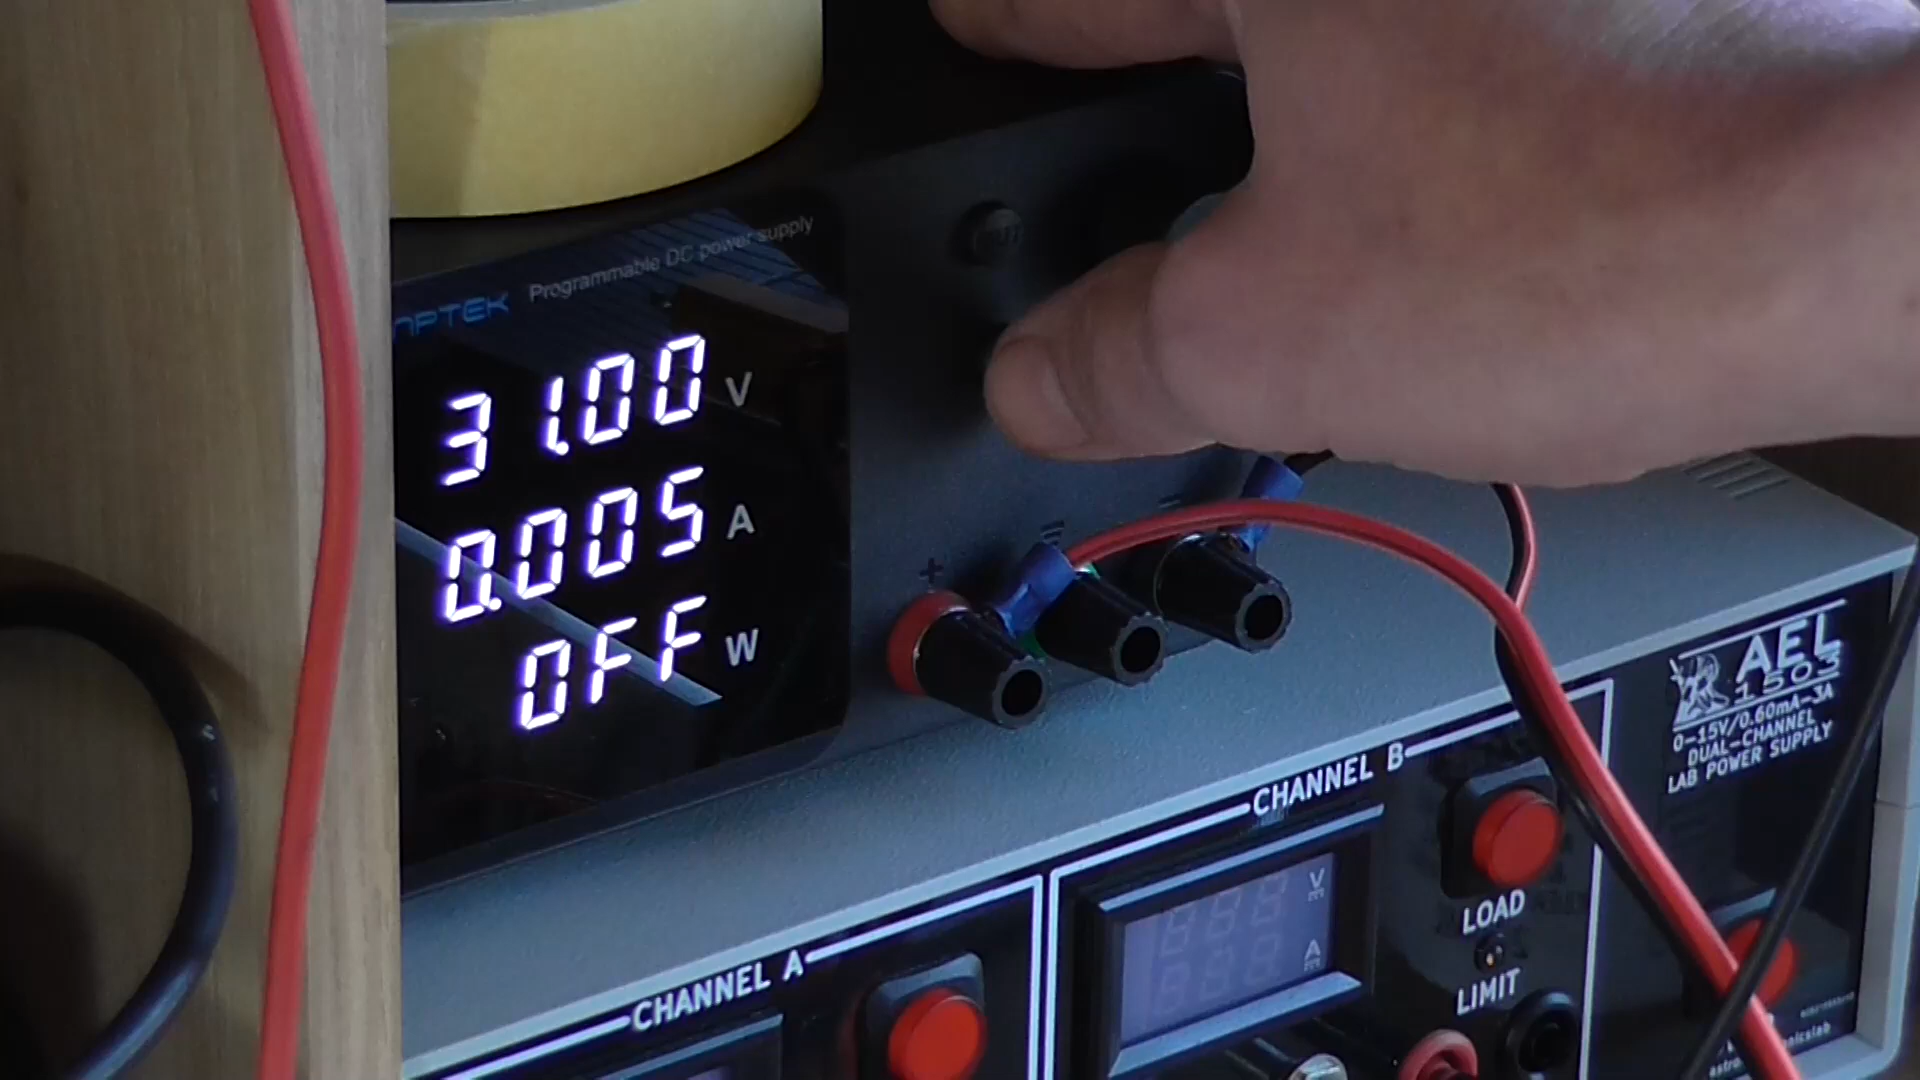 Programmable DC power supply
31.00 V
0.005 A
OFF W
+
AEL
1503
0-15V/0.60mA-3A
DUAL-CHANNEL
LAB POWER SUPPLY
CHANNEL B
V
A
LOAD
LIMIT
CHANNEL A